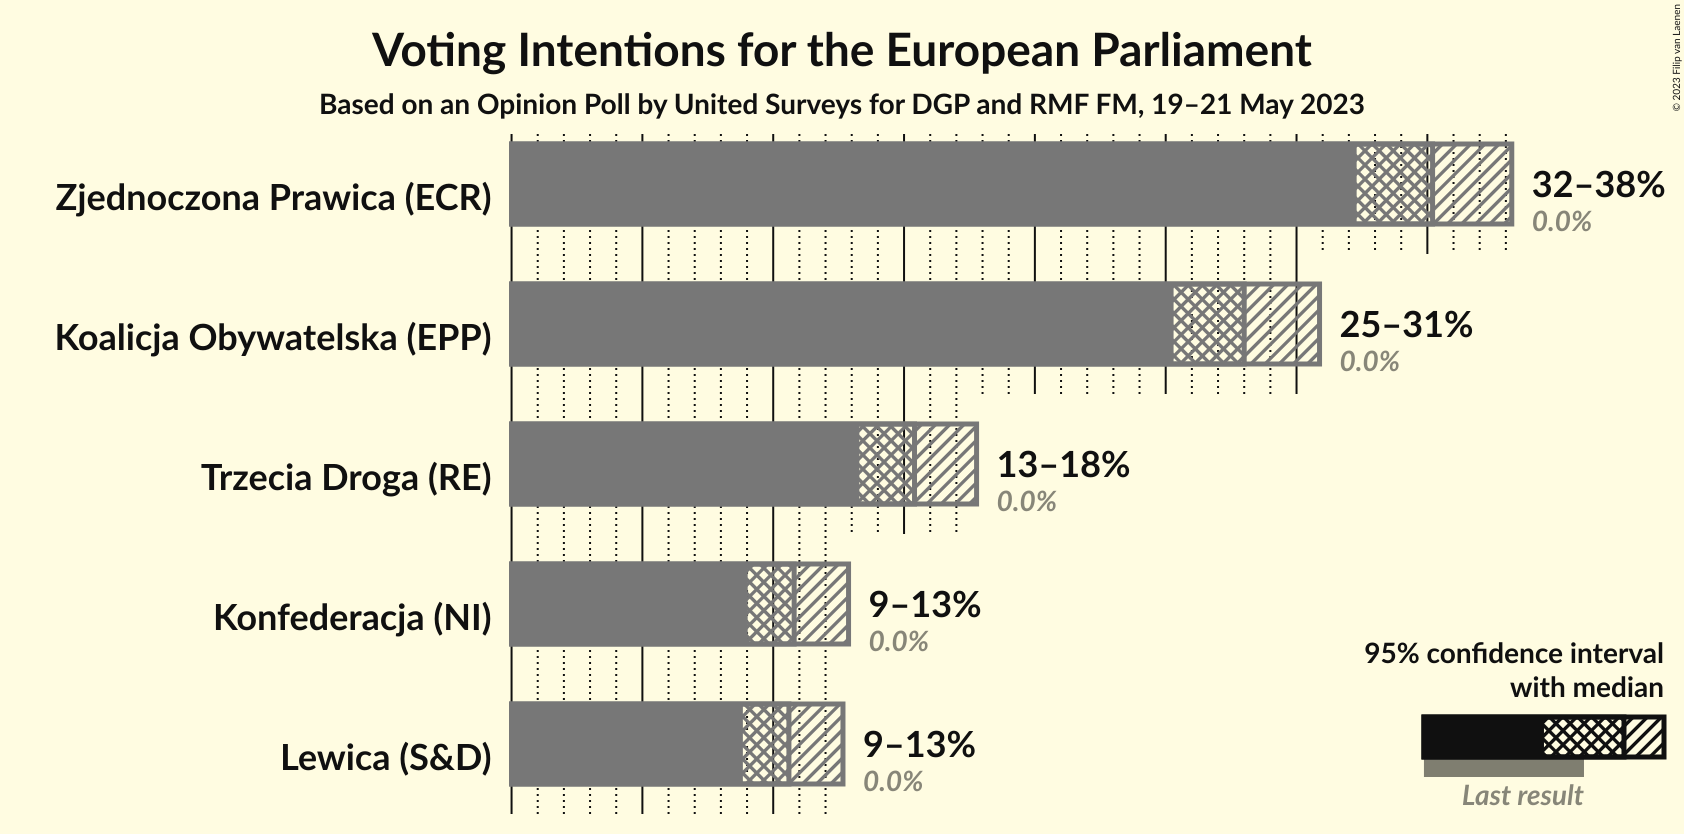 Voting Intentions for the European Parliament
Based on an Opinion Poll by United Surveys for DGP and RMF FM, 19–21 May 2023
© 2023 Filip van Laenen
Zjednoczona Prawica (ECR)
32–38%
0.0%
Koalicja Obywatelska (EPP)
25–31%
0.0%
Trzecia Droga (RE)
13–18%
0.0%
Konfederacja (NI)
9–13%
0.0%
Lewica (S&D)
9–13%
0.0%
95% confidence interval
with median
Last result